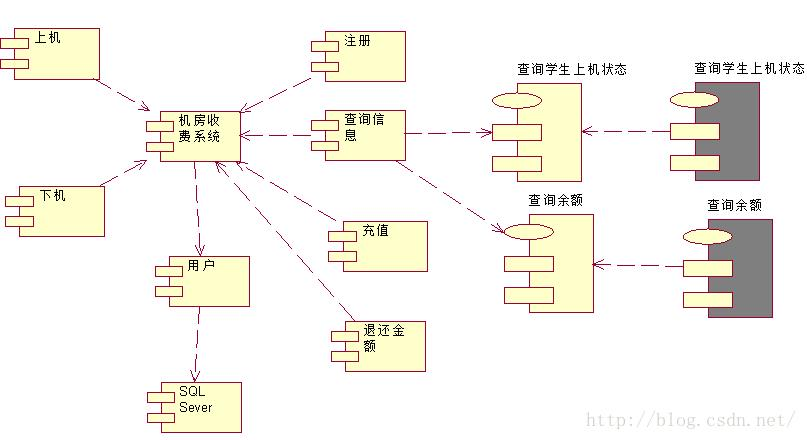 上机
注册
查询学生上机状态
查询学生上机状态
机房收
费系统
查询信
息
下机
查询余额
查询余额
充值
用户
退还金
额
SQL
Sever
http://blog.csdn.net/